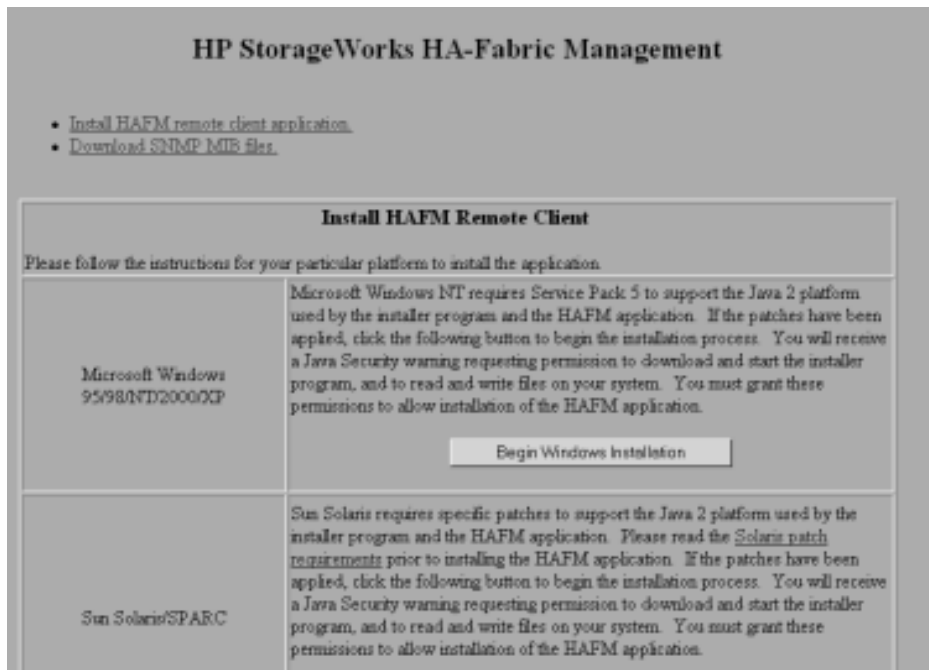 HP StorageWorks HA-Fabric Management
• Install HAFM remote client application.
• Download SNMP MIB files.
Install HAFM Remote Client
Please follow the instructions for your particular platform to install the application.
Microsoft Windows
95/98/NT/2000/XP
Microsoft Windows NT requires Service Pack 5 to support the Java 2 platform
used by the installer program and the HAFM application. If the patches have been
applied, click the following button to begin the installation process. You will receive
a Java Security warning requesting permission to download and start the installer
program, and to read and write files on your system. You must grant these
permissions to allow installation of the HAFM application.
Begin Windows Installation
Sun Solaris/SPARC
Sun Solaris requires specific patches to support the Java 2 platform used by the
installer program and the HAFM application. Please read the Solaris patch
requirements prior to installing the HAFM application. If the patches have been
applied, click the following button to begin the installation process. You will receive
a Java Security warning requesting permission to download and start the installer
program, and to read and write files on your system. You must grant these
permissions to allow installation of the HAFM application.